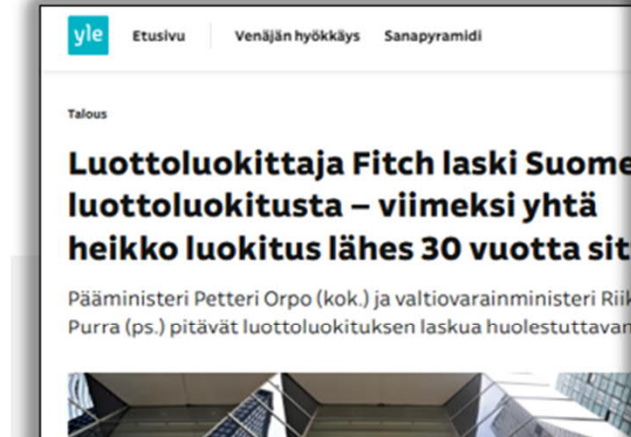 yle
Etusivu Venäjän hyökkäys Sanapyramidi
Talous
Luottoluokittaja Fitch laski Suome
luottoluokitusta – viimeksi yhtä
heikko luokitus lähes 30 vuotta sit
Pääministeri Petteri Orpo (kok.) ja valtiovarainministeri Riik
Purra (ps.) pitävät luottoluokituksen laskua huolestuttavan